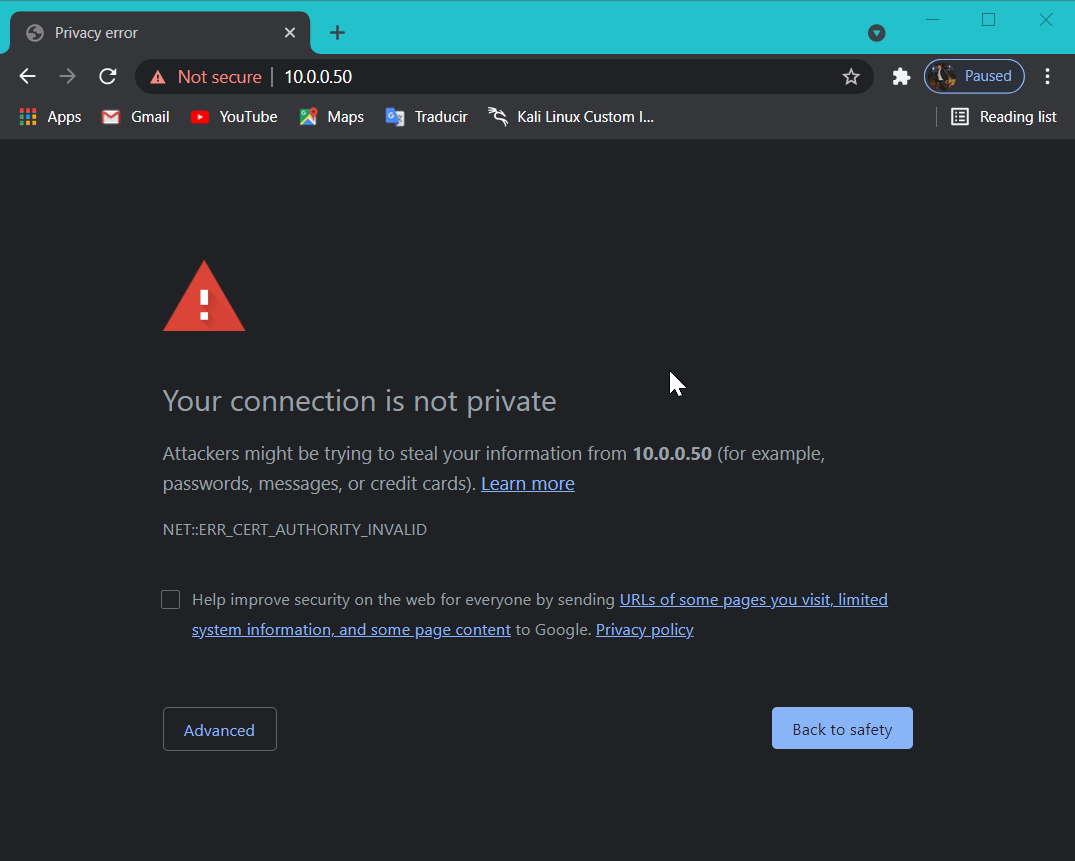 Privacy error
Not secure 10.0.0.50 Paused
Apps Gmail YouTube Maps Traducir Kali Linux Custom I... Reading list
Your connection is not private
Attackers might be trying to steal your information from 10.0.0.50 (for example,
passwords, messages, or credit cards). Learn more
NET::ERR_CERT_AUTHORITY_INVALID
Help improve security on the web for everyone by sending URLs of some pages you visit, limited
system information, and some page content to Google. Privacy policy
Advanced Back to safety